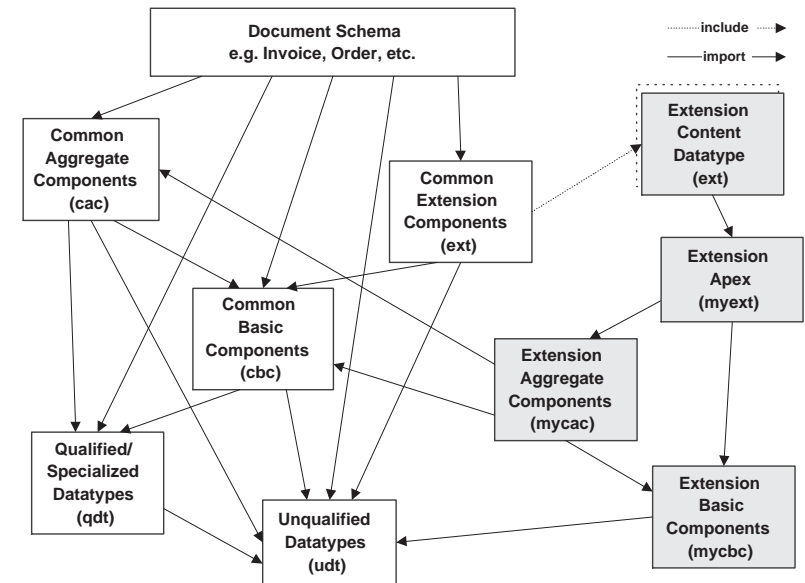 Document Schema
e.g. Invoice, Order, etc.
include
import
Extension
Content
Datatype
(ext)
Common
Aggregate
Components
(cac)
Common
Extension
Components
(ext)
Extension
Apex
(myext)
Common
Basic
Components
(cbc)
Extension
Aggregate
Components
(mycac)
Qualified/
Specialized
Datatypes
(qdt)
Unqualified
Datatypes
(udt)
Extension
Basic
Components
(mycbc)